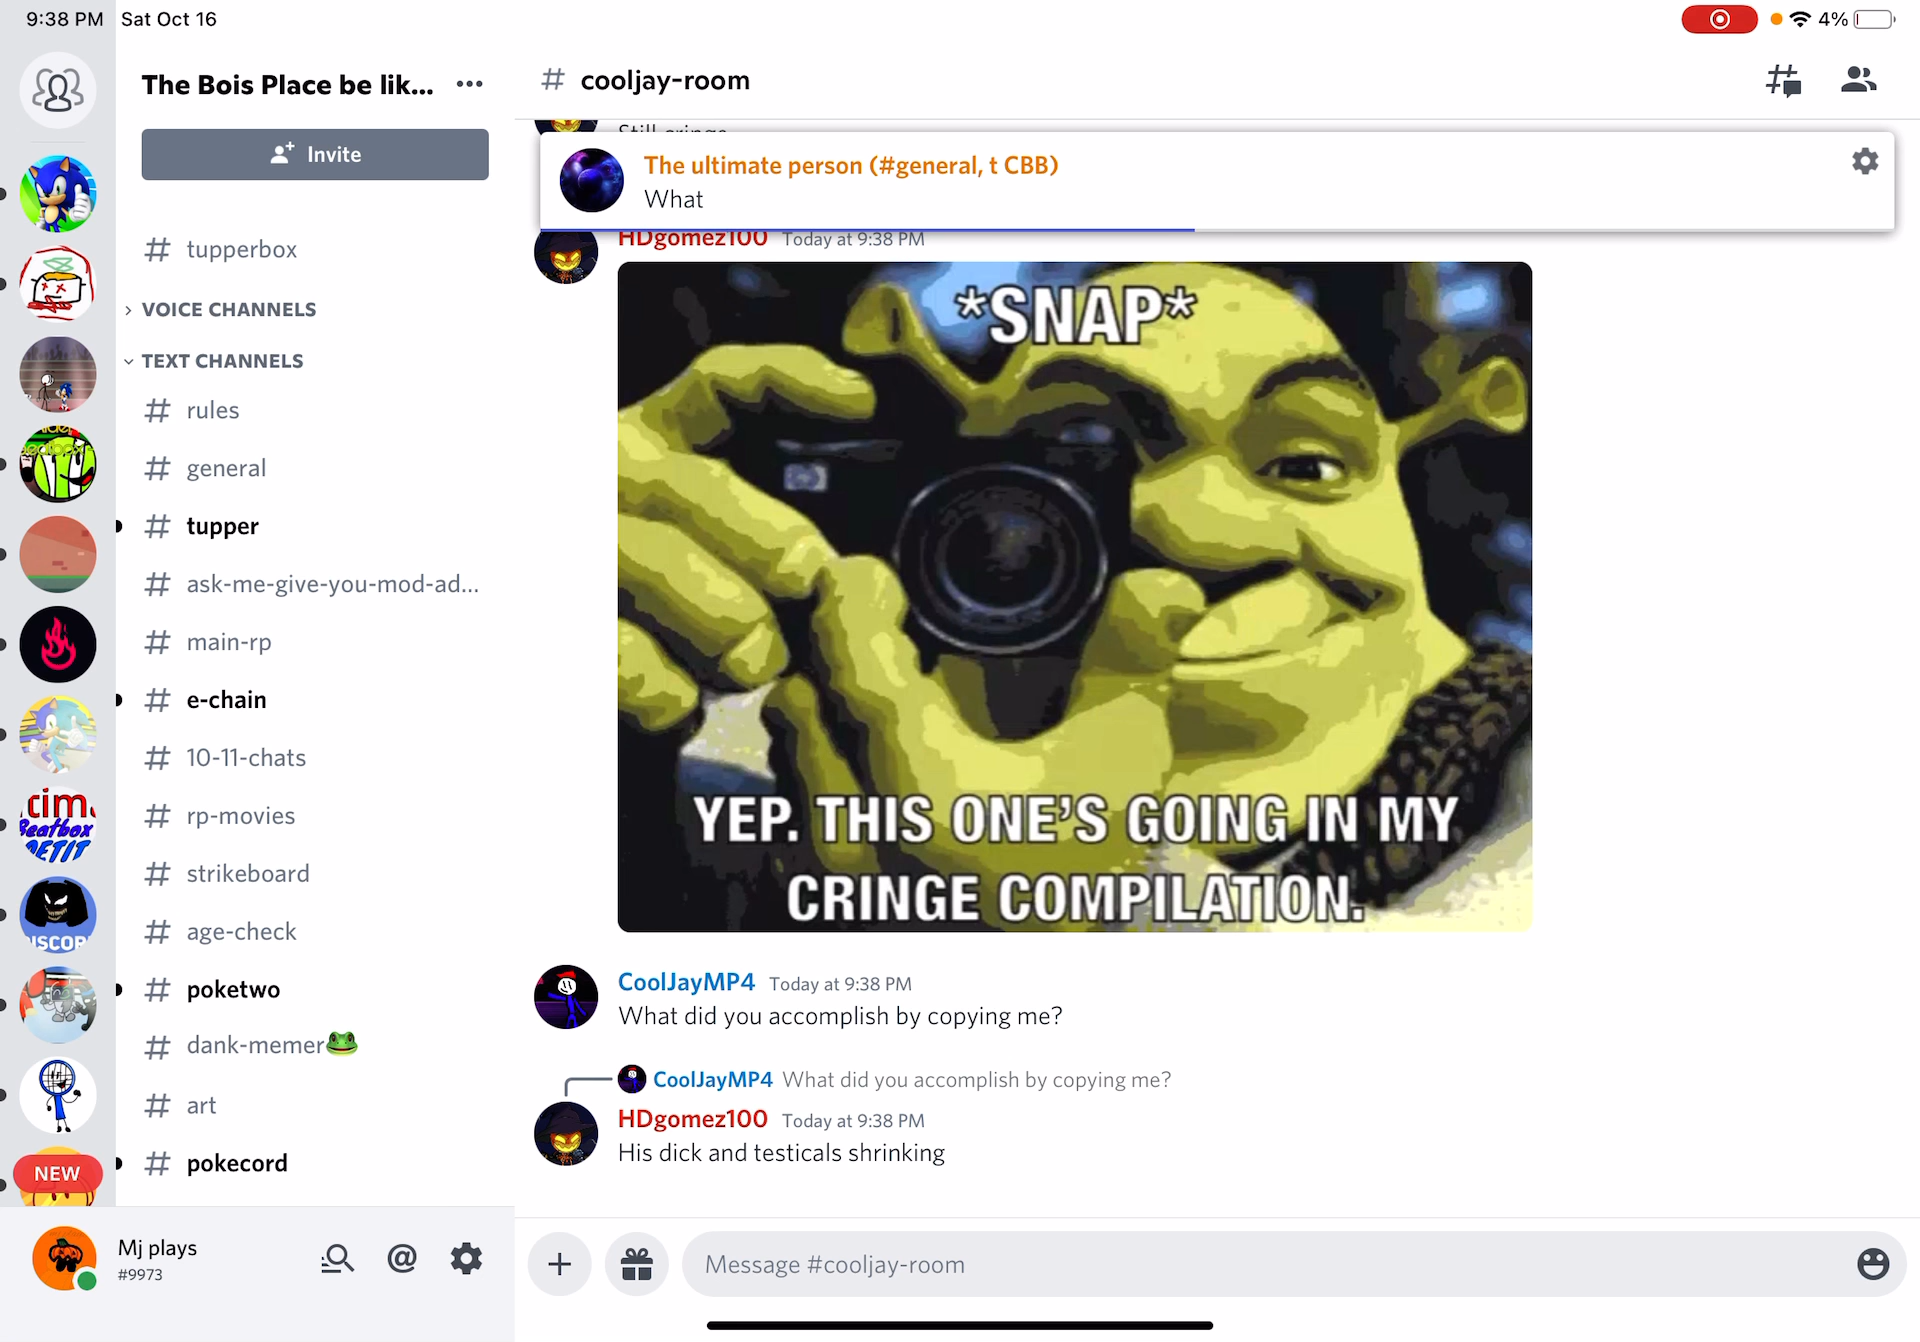 9:38 PM Sat Oct 16
4%
The Bois Place be lik...
Invite
tupperbox
VOICE CHANNELS
TEXT CHANNELS
rules
general
tupper
ask-me-give-you-mod-ad...
main-rp
e-chain
10-11-chats
rp-movies
strikeboard
age-check
poketwo
dank-memer🐸
art
pokecord
NEW
Mj plays
#9973
# cooljay-room
Still cringe
The ultimate person (#general, t CBB)
What
HDgomez100 Today at 9:38 PM
*SNAP*
YEP. THIS ONE'S GOING IN MY
CRINGE COMPILATION.
CoolJayMP4 Today at 9:38 PM
What did you accomplish by copying me?
CoolJayMP4 What did you accomplish by copying me?
HDgomez100 Today at 9:38 PM
His dick and testicals shrinking
Message #cooljay-room